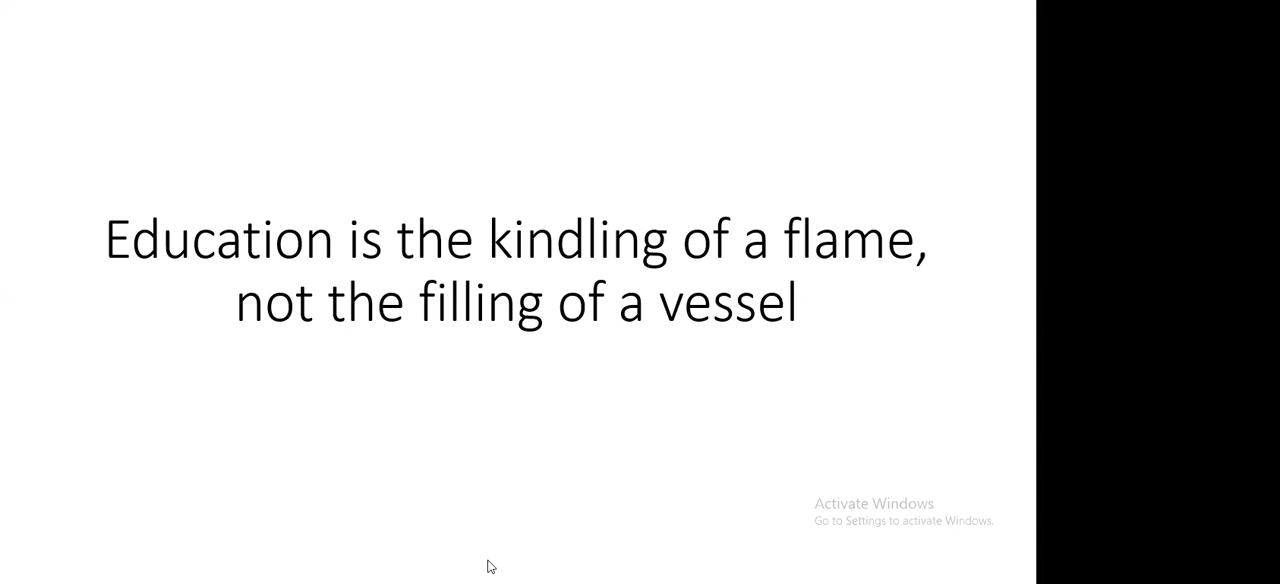 Education is the kindling of a flame,
not the filling of a vessel
Activate Windows
Go to Settings to activate Windows.